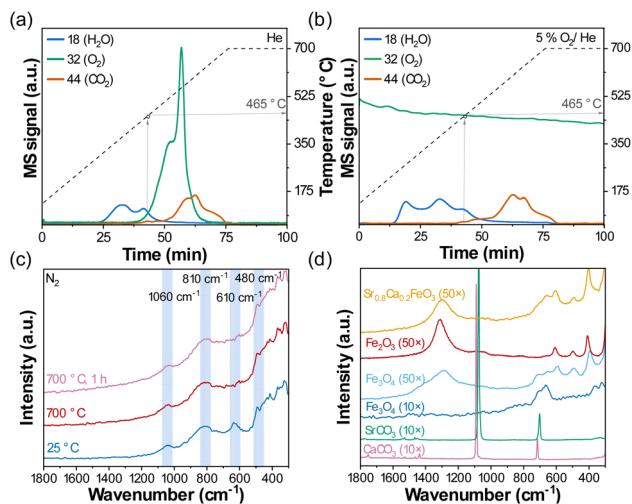 (a)
He
700
18 (H₂O)
32 (O₂)
44 (CO₂)
525
465 °C
350
175
MS signal (a.u.)
Temperature (°C)
0 25 50 75 100
Time (min)
(b)
5 % O₂/ He
700
18 (H₂O)
32 (O₂)
44 (CO₂)
525
465 °C
350
175
MS signal (a.u.)
0 25 50 75 100
Time (min)
(c)
N₂
810 cm⁻¹ 480 cm⁻¹
1060 cm⁻¹ 610 cm⁻¹
700 °C, 1 h
700 °C
25 °C
Intensity (a.u.)
1800 1600 1400 1200 1000 800 600 400
Wavenumber (cm⁻¹)
(d)
Sr₀.₈Ca₀.₂FeO₃ (50×)
Fe₂O₃ (50×)
Fe₃O₄ (50×)
Fe₃O₄ (10×)
SrCO₃ (10×)
CaCO₃ (10×)
Intensity (a.u.)
1800 1600 1400 1200 1000 800 600 400
Wavenumber (cm⁻¹)